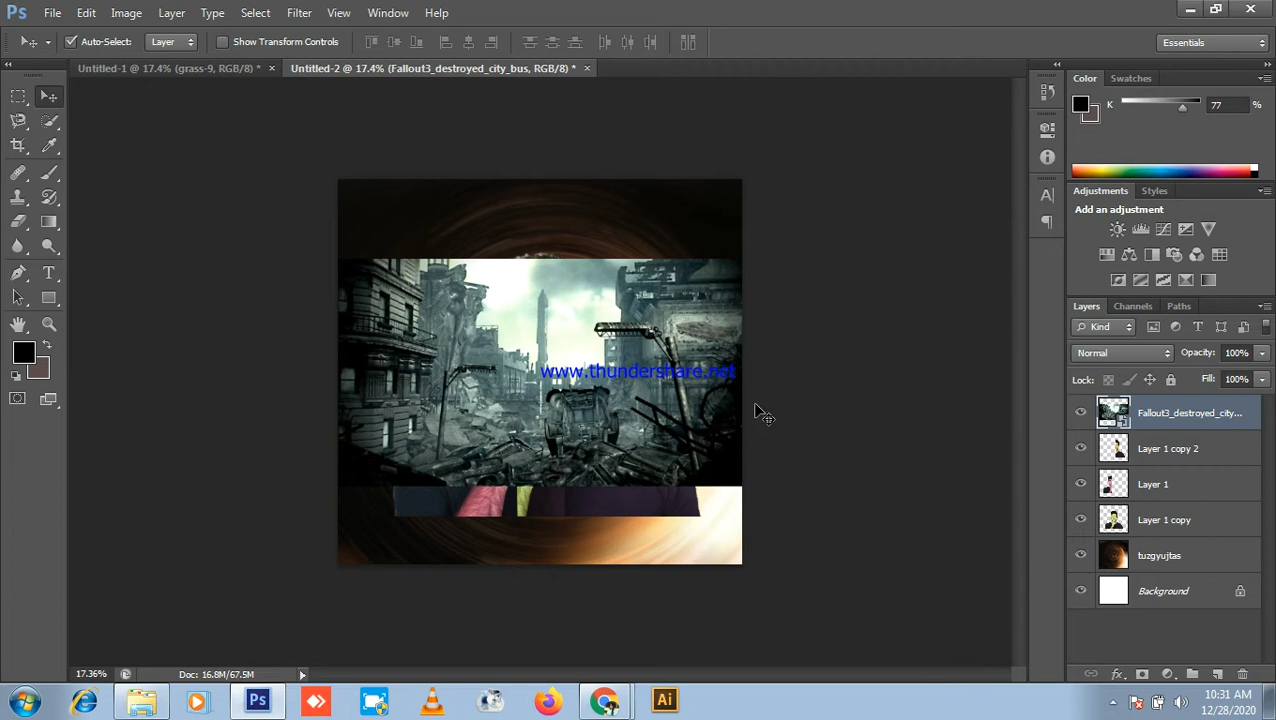 Ps File Edit Image Layer Type Select Filter View Window Help
Auto-Select: Layer Show Transform Controls Essentials
Untitled-1 @ 17.4% (grass-9, RGB/8) * × Untitled-2 @ 17.4% (Fallout3_destroyed_city_bus, RGB/8) * ×
Color Swatches
K 77 %
Adjustments Styles
Add an adjustment
Layers Channels Paths
Kind
Normal Opacity: 100%
Lock: Fill: 100%
www.thundershare.net
Fallout3_destroyed_city...
Layer 1 copy 2
Layer 1
Layer 1 copy
tuzgyujtas
Background
17.36% Doc: 16.8M/67.5M
Ps Ai
10:31 AM
12/28/2020